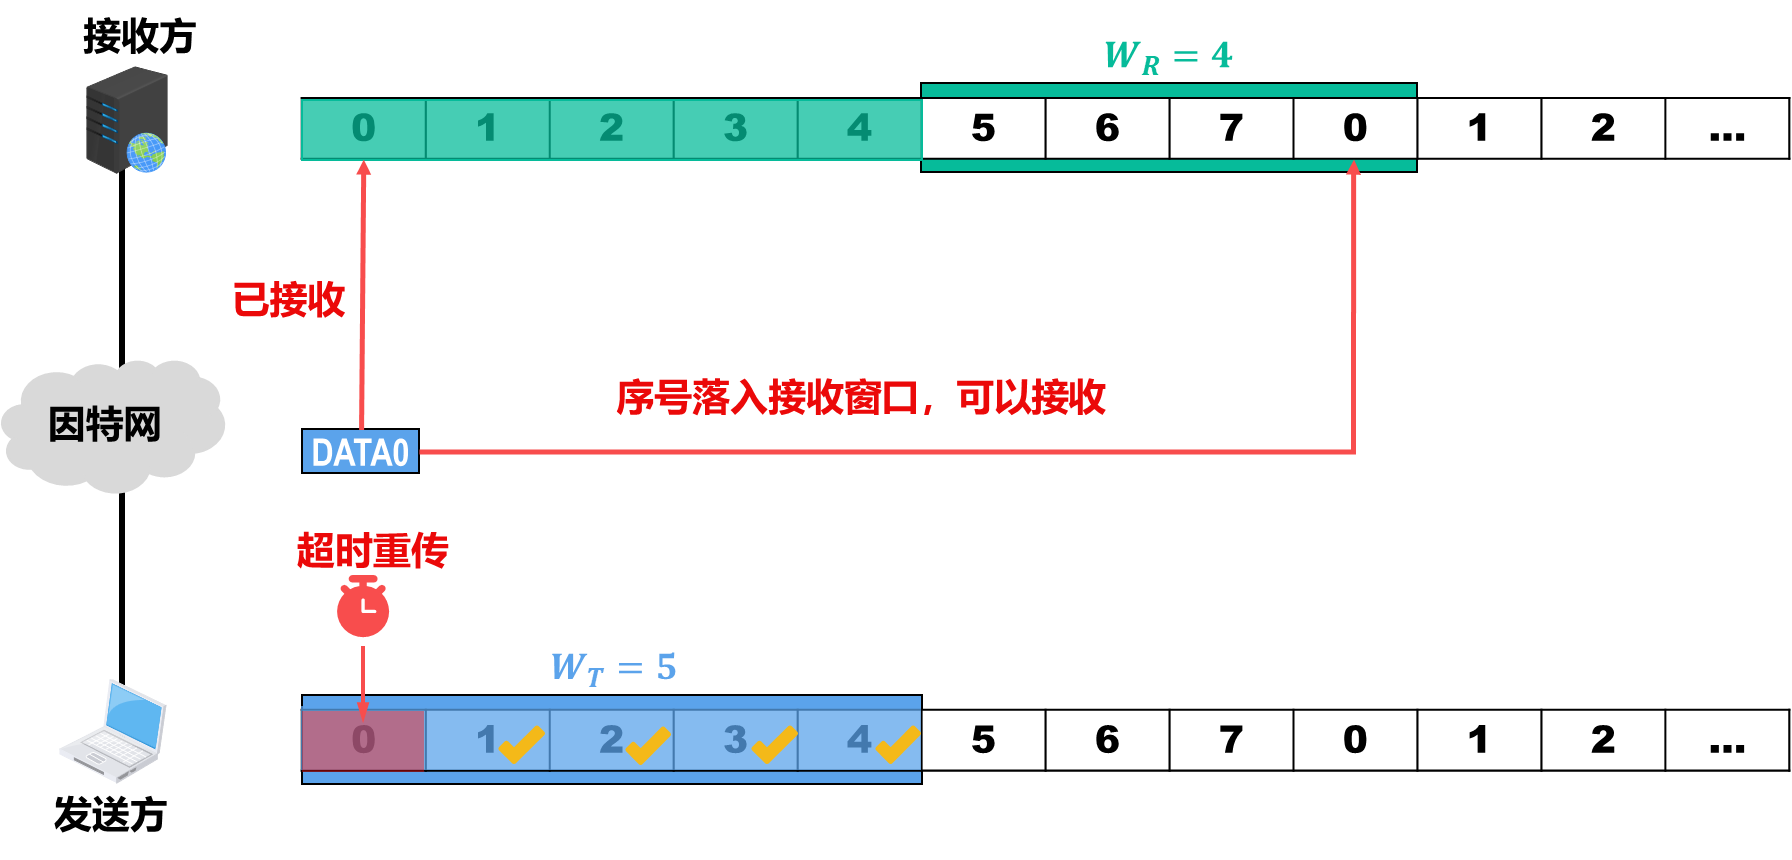 接收方
W_R = 4
0 1 2 3 4 5 6 7 0 1 2 ...
已接收
序号落入接收窗口，可以接收
因特网
DATA0
超时重传
W_T = 5
0 1 2 3 4 5 6 7 0 1 2 ...
发送方